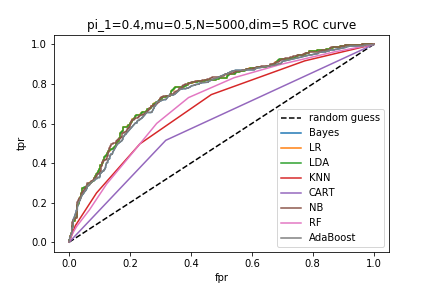 pi_1=0.4,mu=0.5,N=5000,dim=5 ROC curve
tpr
1.0
0.8
0.6
0.4
0.2
0.0
random guess
Bayes
LR
LDA
KNN
CART
NB
RF
AdaBoost
0.0 0.2 0.4 0.6 0.8 1.0
fpr